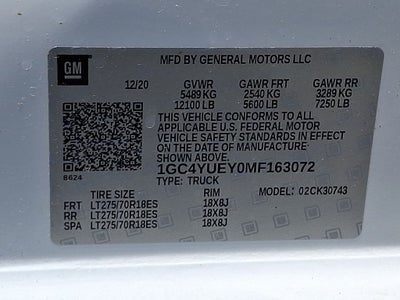 GM
MFD BY GENERAL MOTORS LLC
12/20 GVWR GAWR FRT GAWR RR
5489 KG 2540 KG 3289 KG
12100 LB 5600 LB 7250 LB
THIS VEHICLE CONFORMS TO ALL
APPLICABLE U.S. FEDERAL MOTOR
VEHICLE SAFETY STANDARDS IN EFFECT
ON THE DATE OF MANUFACTURE
SHOWN ABOVE.
8624
1GC4YUEY0MF163072
TYPE: TRUCK
TIRE SIZE RIM MODEL: 02CK30743
FRT LT275/70R18ES 18X8J
RR LT275/70R18ES 18X8J
SPA LT275/70R18ES 18X8J